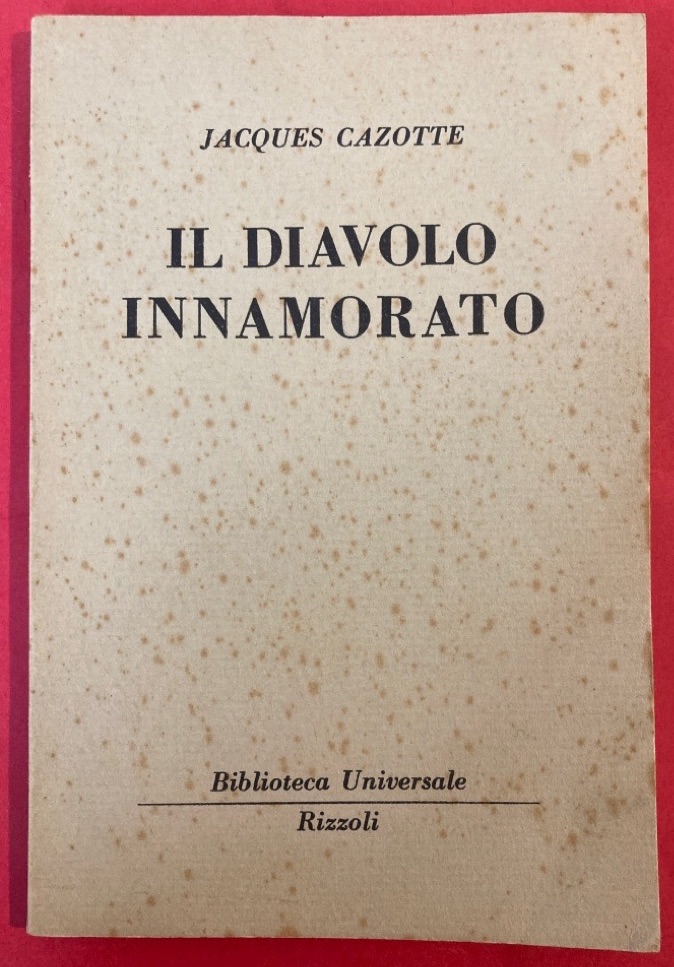 JACQUES CAZOTTE
IL DIAVOLO
INNAMORATO
Biblioteca Universale
Rizzoli